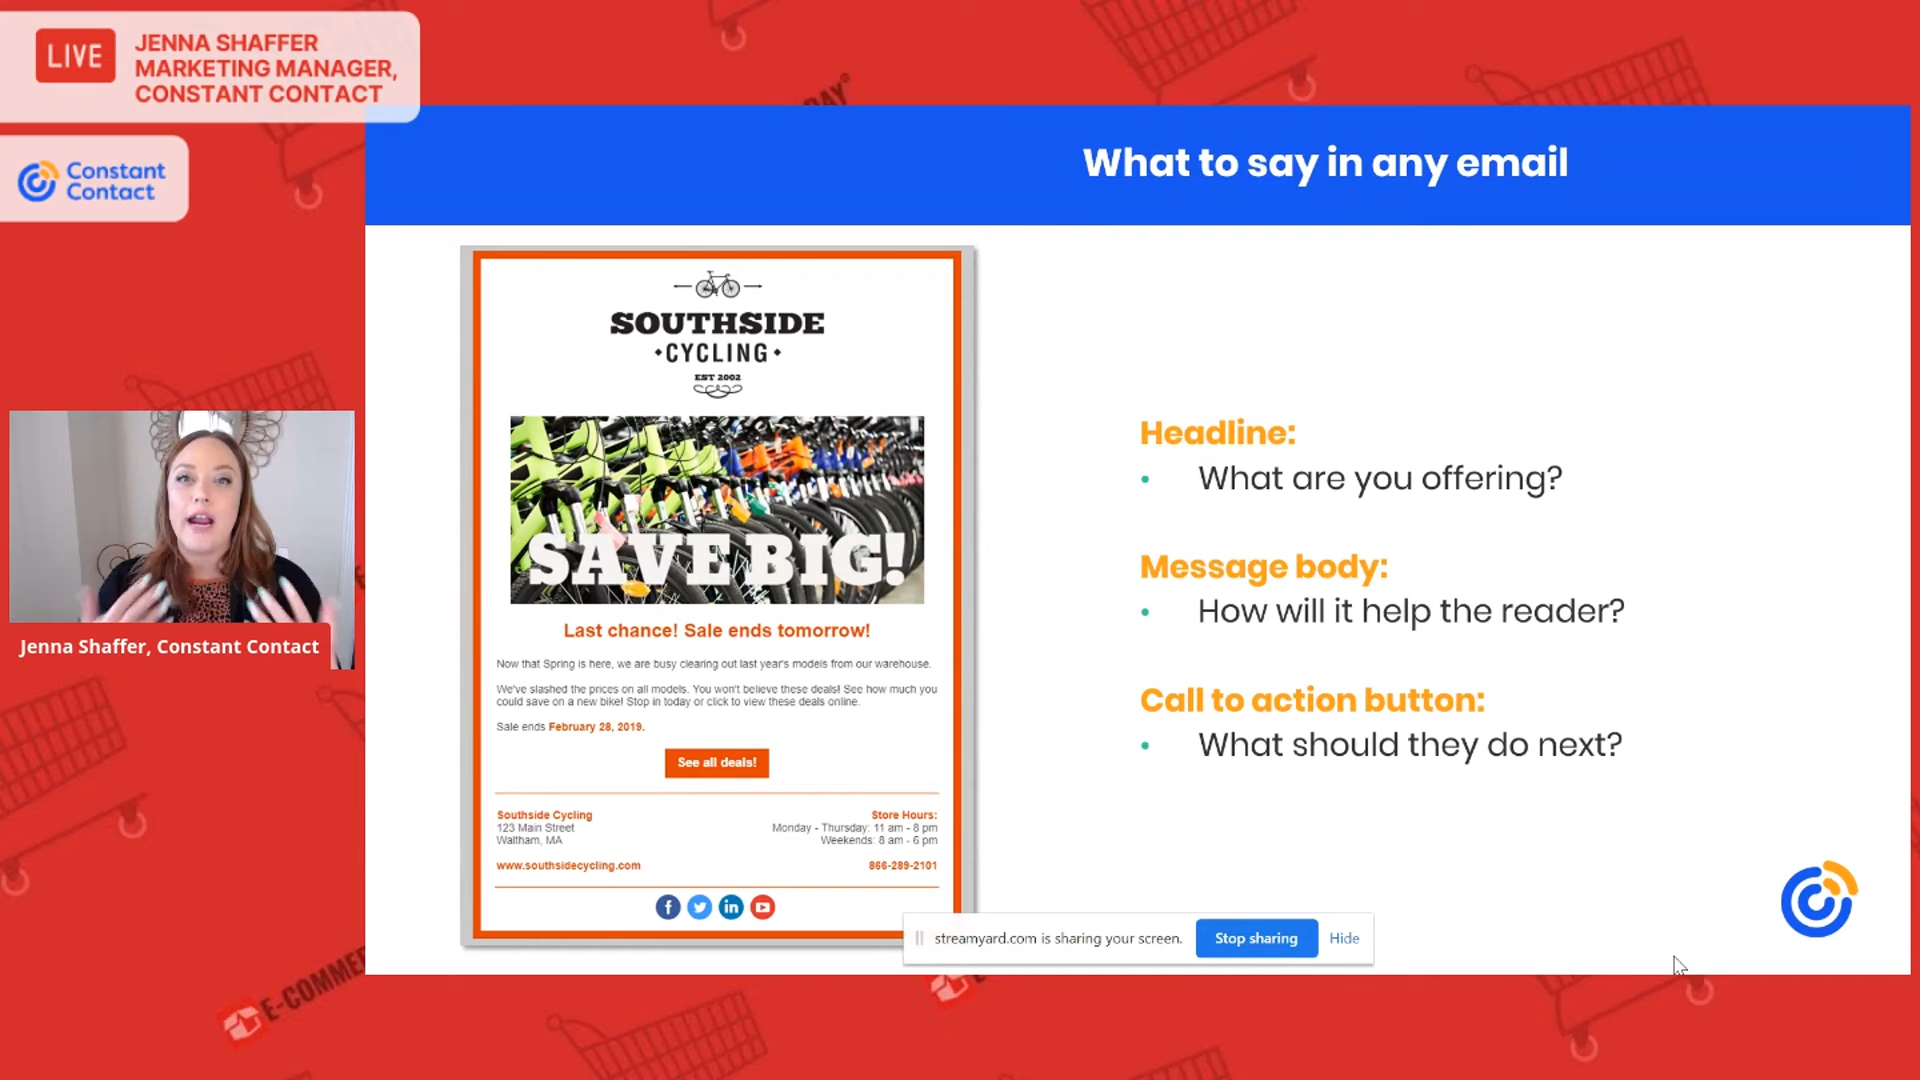 LIVE
JENNA SHAFFER
MARKETING MANAGER,
CONSTANT CONTACT
Constant
Contact
Jenna Shaffer, Constant Contact
What to say in any email
SOUTHSIDE
•CYCLING•
EST 2002
SAVE BIG!
Last chance! Sale ends tomorrow!
Now that Spring is here, we are busy clearing out last year's models from our warehouse.
We've slashed the prices on all models. You won't believe these deals! See how much you
could save on a new bike! Stop in today or click to view these deals online.
Sale ends February 28, 2019.
See all deals!
Southside Cycling
123 Main Street
Waltham, MA
www.southsidecycling.com
Store Hours:
Monday - Thursday: 11 am - 8 pm
Weekends: 8 am - 6 pm
866-289-2101
Headline:
• What are you offering?
Message body:
• How will it help the reader?
Call to action button:
• What should they do next?
streamyard.com is sharing your screen.
Stop sharing
Hide